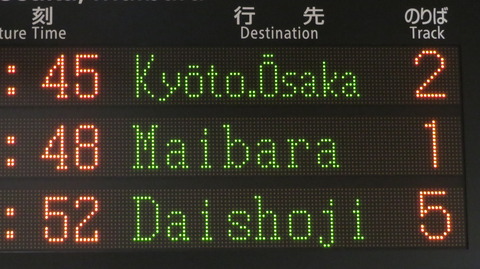 刻 行先 のりば
ture Time Destination Track
:45 Kyōto.Ōsaka 2
:48 Maibara 1
:52 Daishoji 5